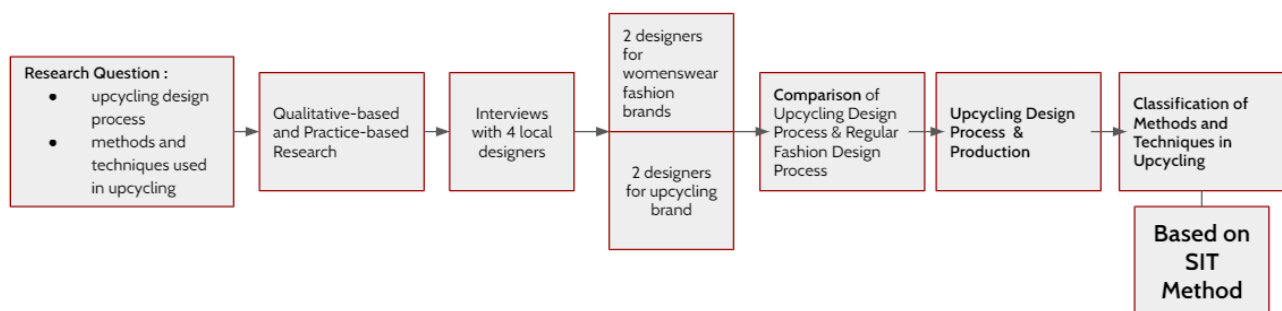 Research Question :
● upcycling design
process
● methods and
techniques used
in upcycling
Qualitative-based
and Practice-based
Research
Interviews
with 4 local
designers
2 designers
for
womenswear
fashion
brands
2 designers
for upcycling
brand
Comparison of
Upcycling Design
Process & Regular
Fashion Design
Process
Upcycling Design
Process &
Production
Classification of
Methods and
Techniques in
Upcycling
Based on
SIT
Method